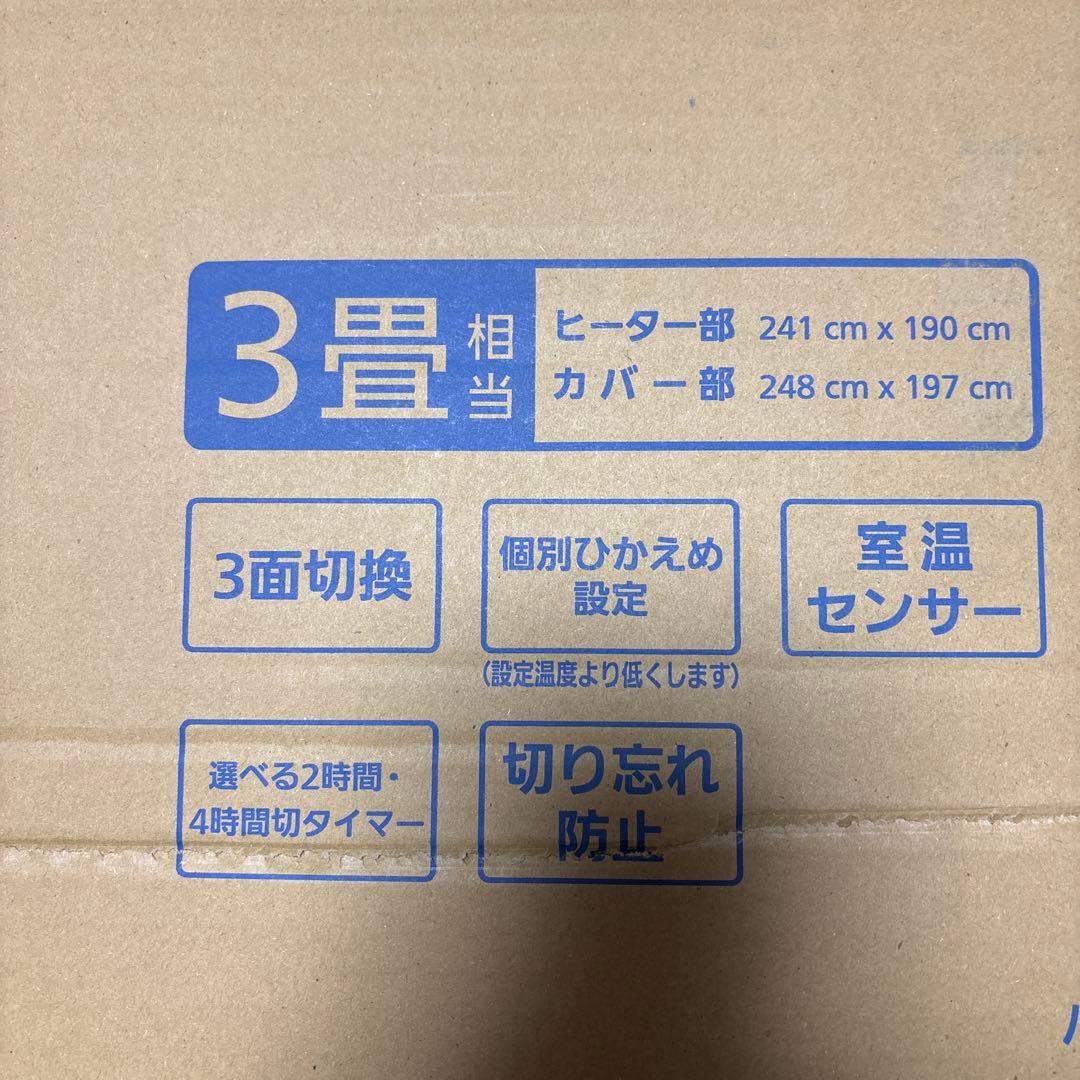 3畳相当
ヒーター部 241 cm x 190 cm
カバー部 248 cm x 197 cm
3面切換
個別ひかえめ
設定
(設定温度より低くします)
室温
センサー
選べる2時間・
4時間切タイマー
切り忘れ
防止